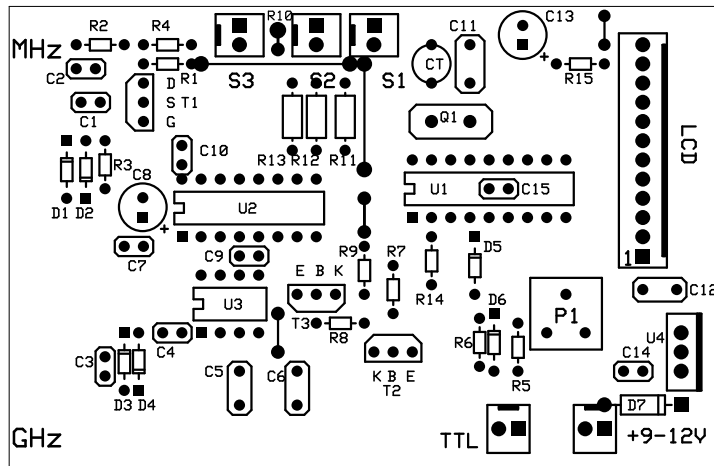 R2 R4 R10 C11 C13
MHz
S3 S2 S1 CT
C2 R1 R15
D
S T1
G
C1 Q1
LCD
C10
R3 R13 R12 R11
C8 U1 C15
D1 D2 U2
+
C7 C9 R9 R7 D5
1
E B K
R14 C12
U3 T3 D6 P1
R8 R6 U4
C4
C3 C5 C6 K B E R5 C14
T2
D3 D4 D7
GHz TTL +9-12V
+